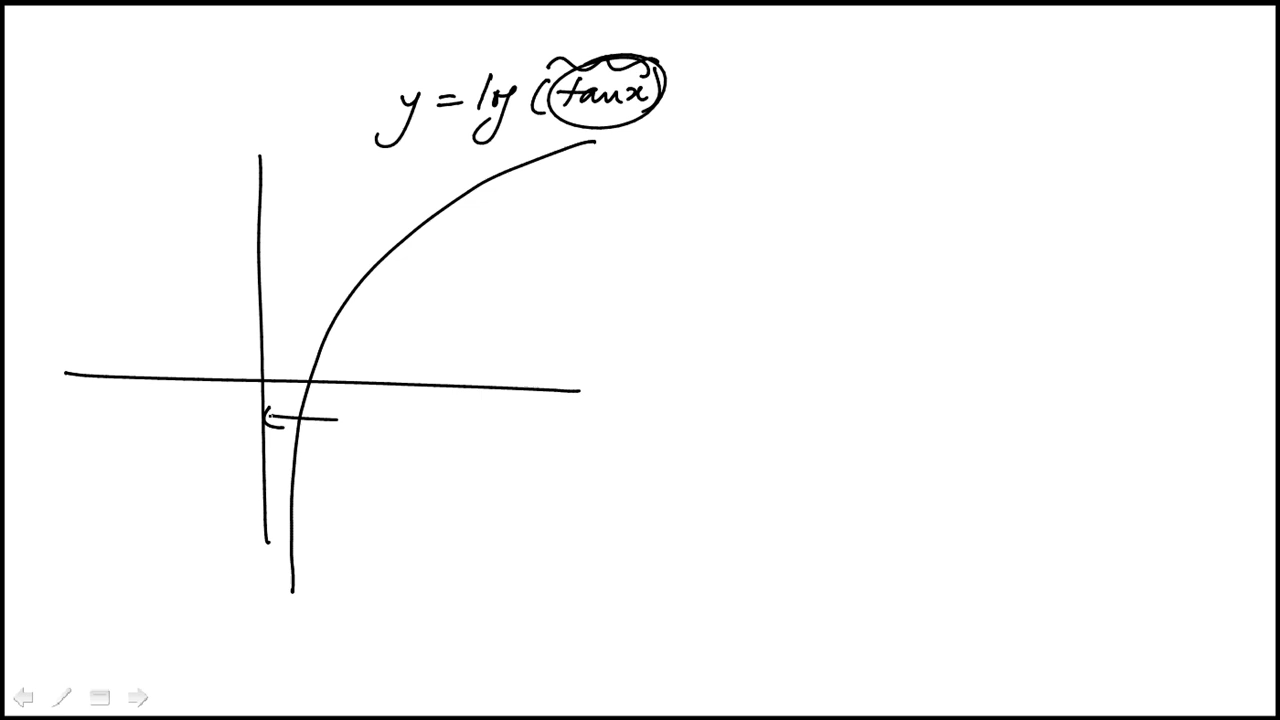 y = log (tanx)